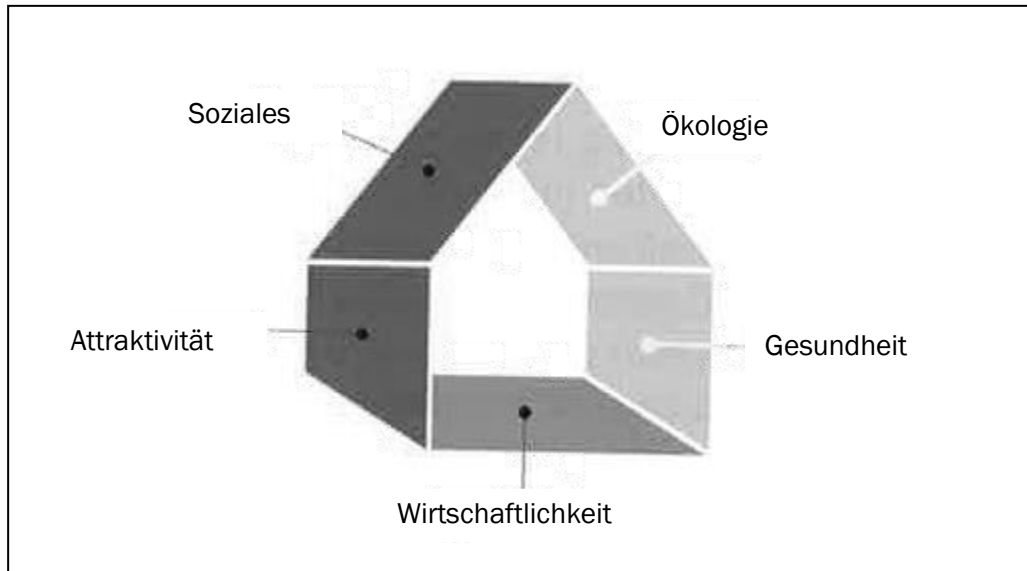 Soziales
Ökologie
Attraktivität
Gesundheit
Wirtschaftlichkeit